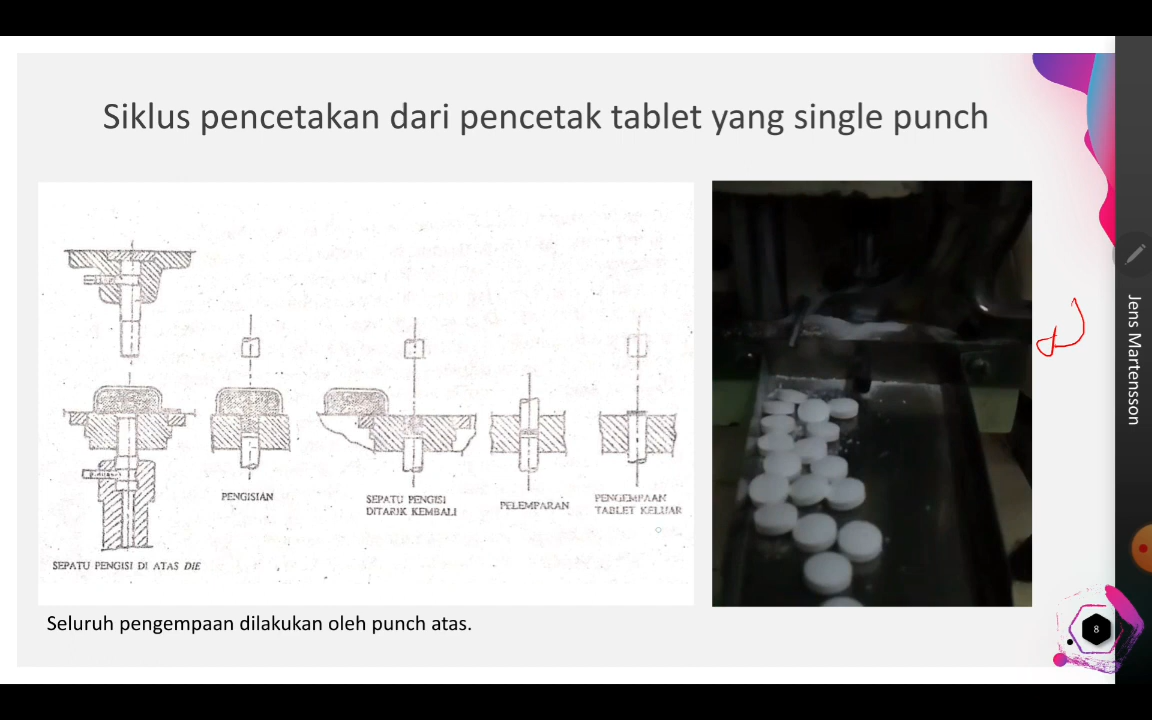 Siklus pencetakan dari pencetak tablet yang single punch
PENGISIAN
SEPATU PENGISI
DITARIK KEMBALI
PELEMPARAN
PENGEMPAAN
TABLET KELUAR
SEPATU PENGISI DI ATAS DIE
Seluruh pengempaan dilakukan oleh punch atas.
Jens Martensson
8